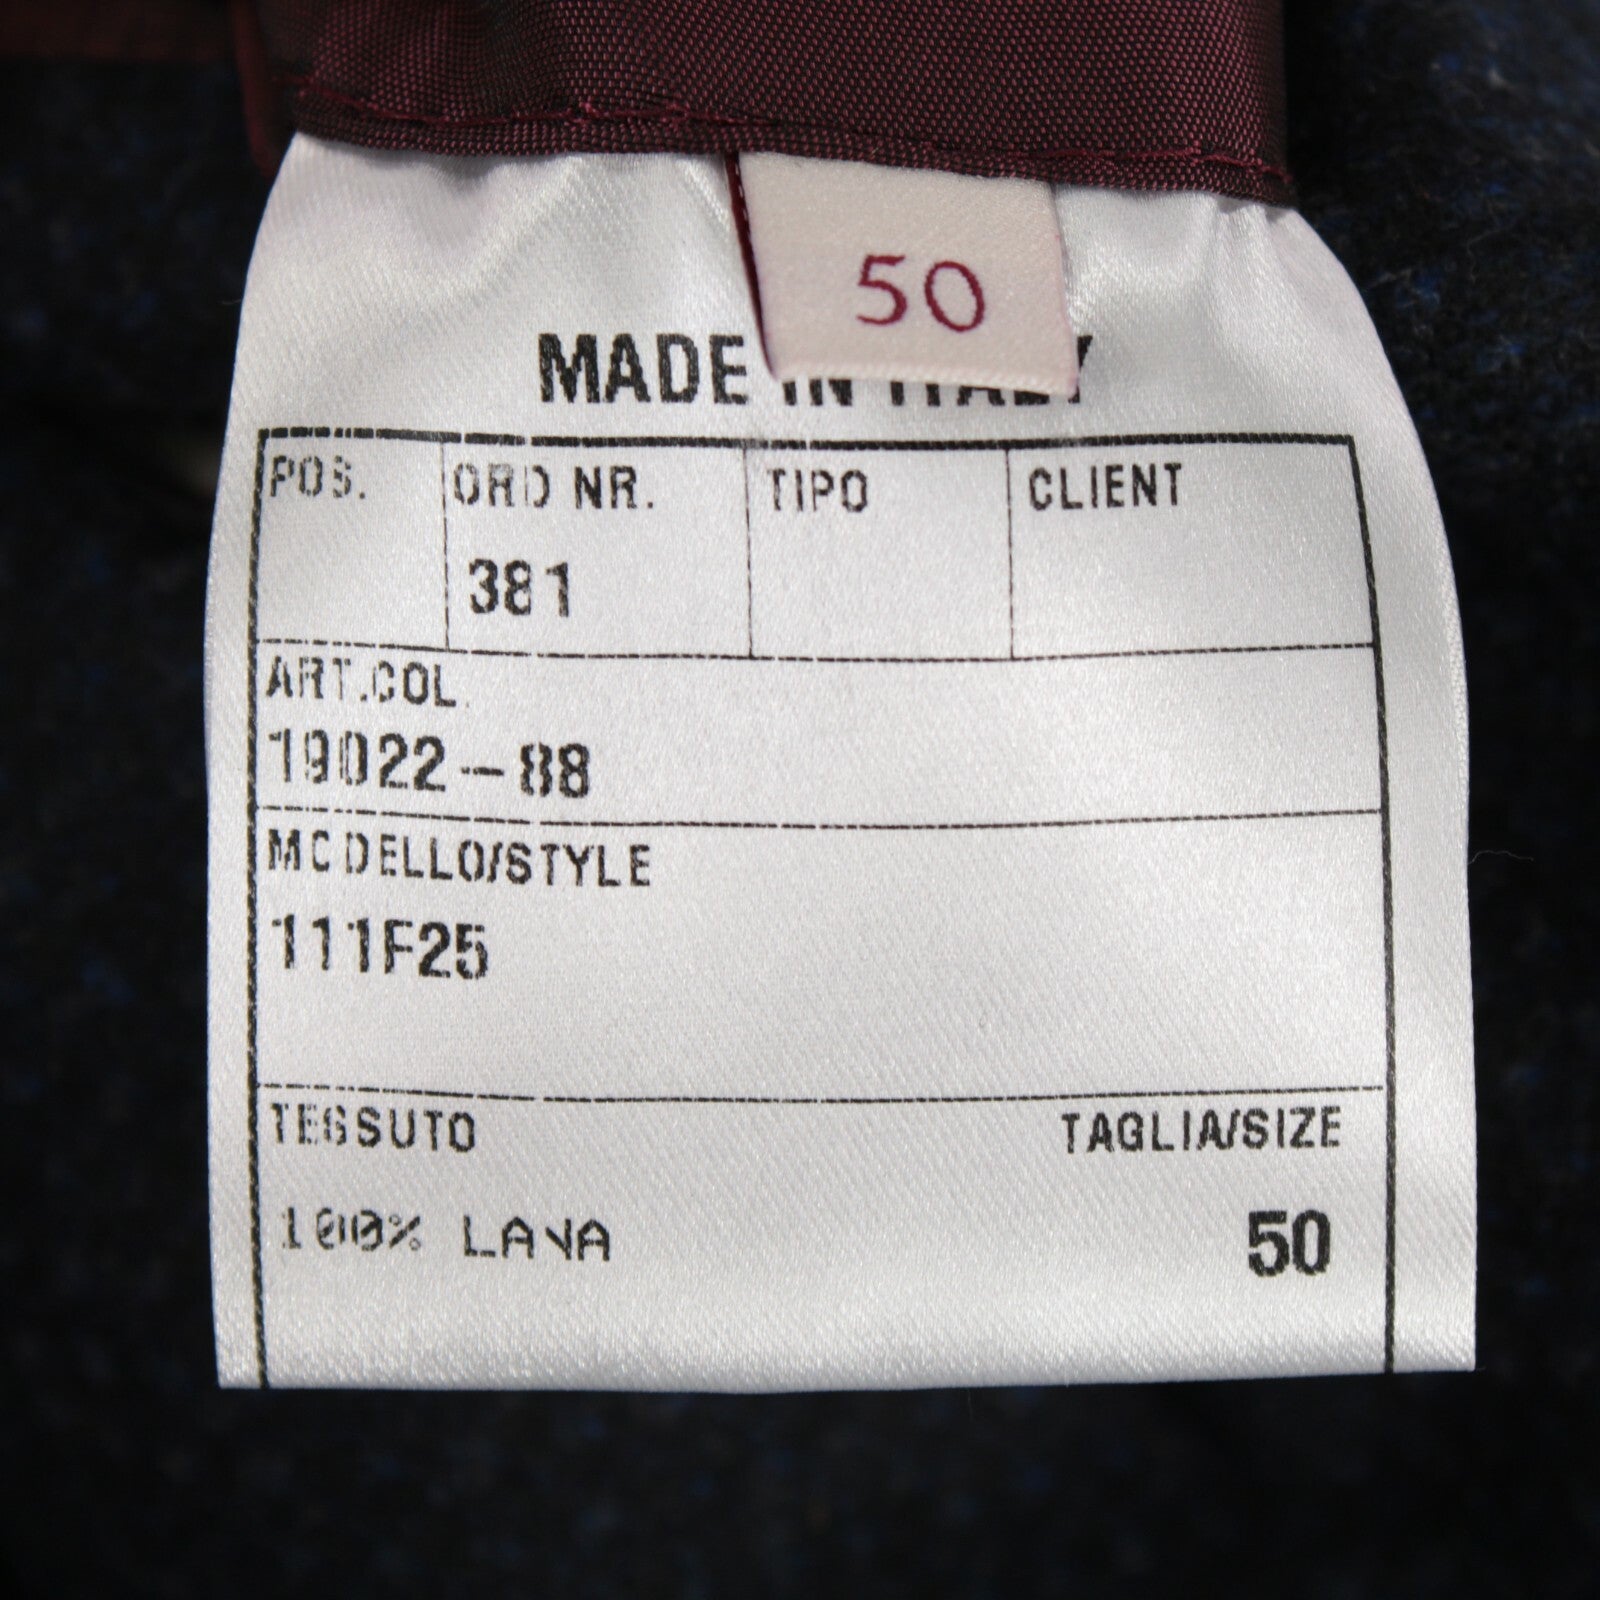 50
MADE IN ITALY
POS. ORD NR. TIPO CLIENT
381
ART.COL.
19022-88
MODELLO/STYLE
111F25
TESSUTO TAGLIA/SIZE
100% LANA 50